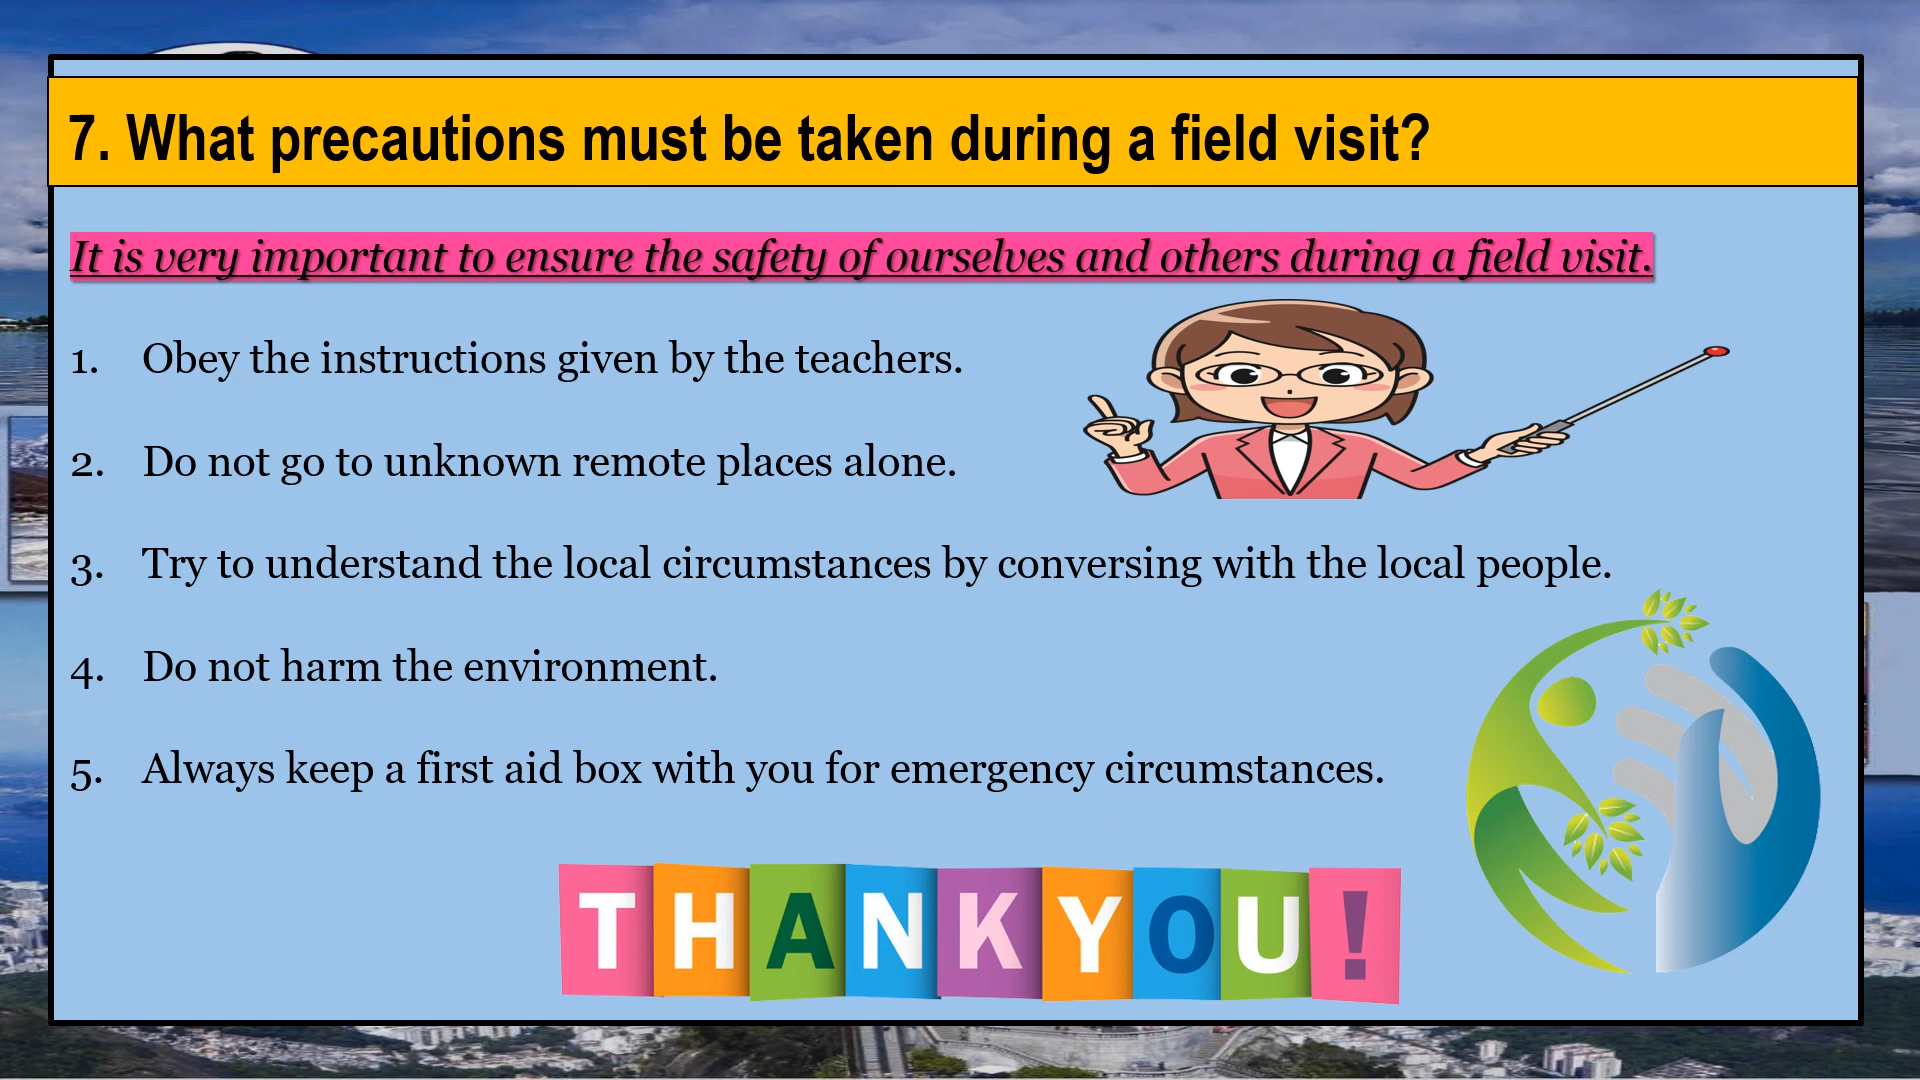 7. What precautions must be taken during a field visit?
It is very important to ensure the safety of ourselves and others during a field visit.
1. Obey the instructions given by the teachers.
2. Do not go to unknown remote places alone.
3. Try to understand the local circumstances by conversing with the local people.
4. Do not harm the environment.
5. Always keep a first aid box with you for emergency circumstances.
THANKYOU!